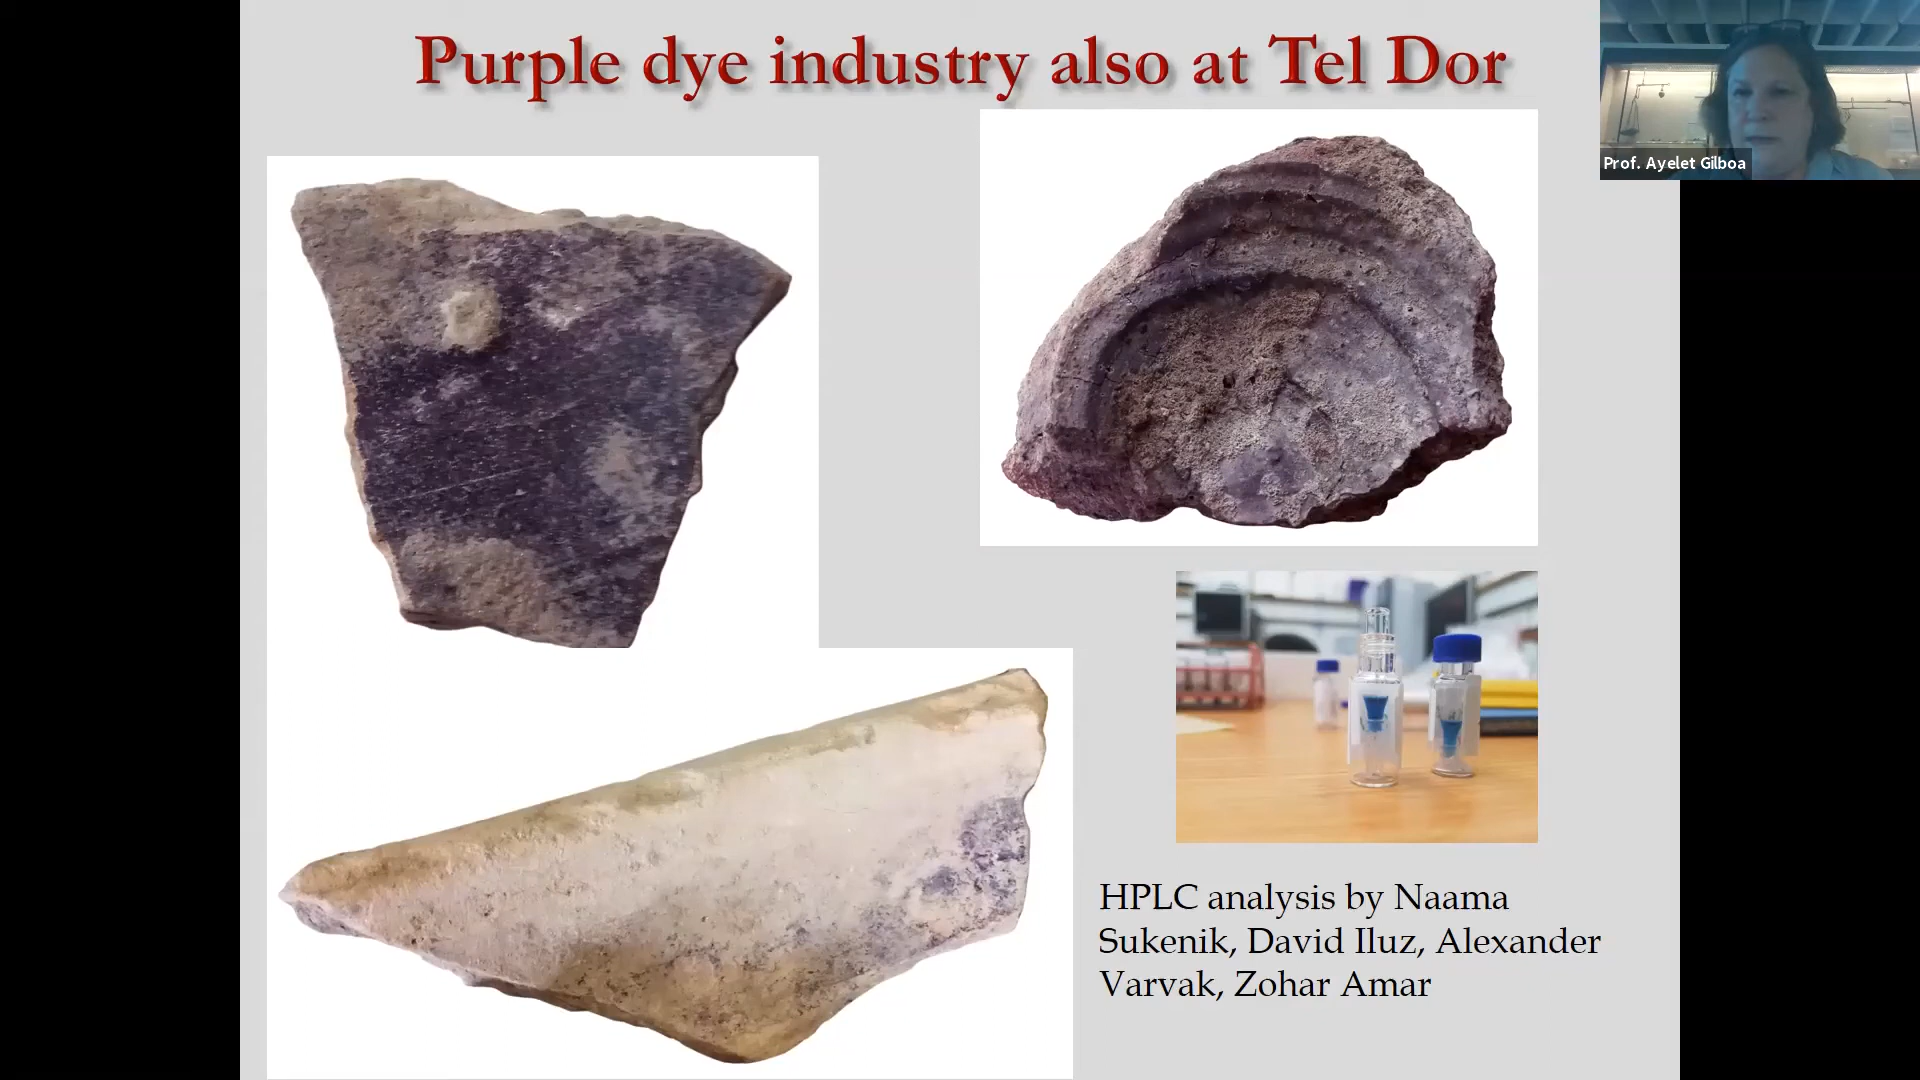 Purple dye industry also at Tel Dor
Prof. Ayelet Gilboa
HPLC analysis by Naama
Sukenik, David Iluz, Alexander
Varvak, Zohar Amar